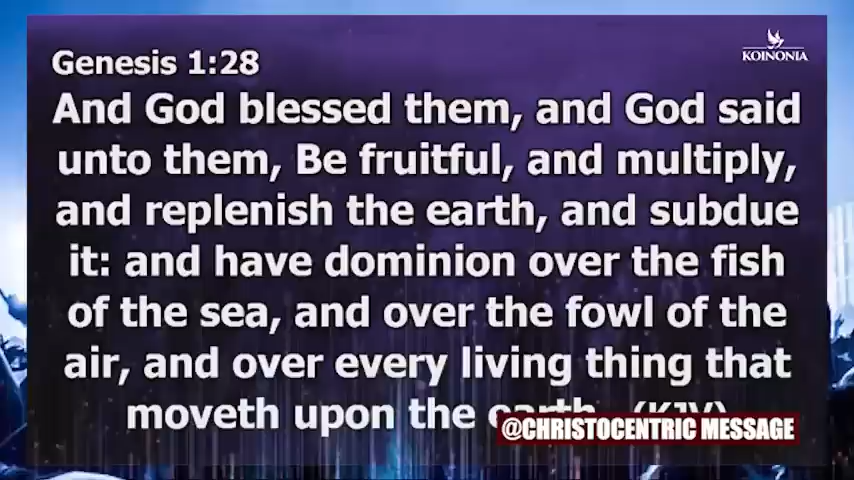 KOINONIA
Genesis 1:28
And God blessed them, and God said
unto them, Be fruitful, and multiply,
and replenish the earth, and subdue
it: and have dominion over the fish
of the sea, and over the fowl of the
air, and over every living thing that
moveth upon the earth. (KJV)
@CHRISTOCENTRIC MESSAGE